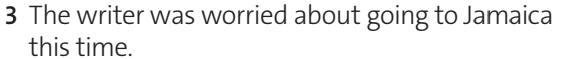 3 The writer was worried about going to Jamaica
this time.